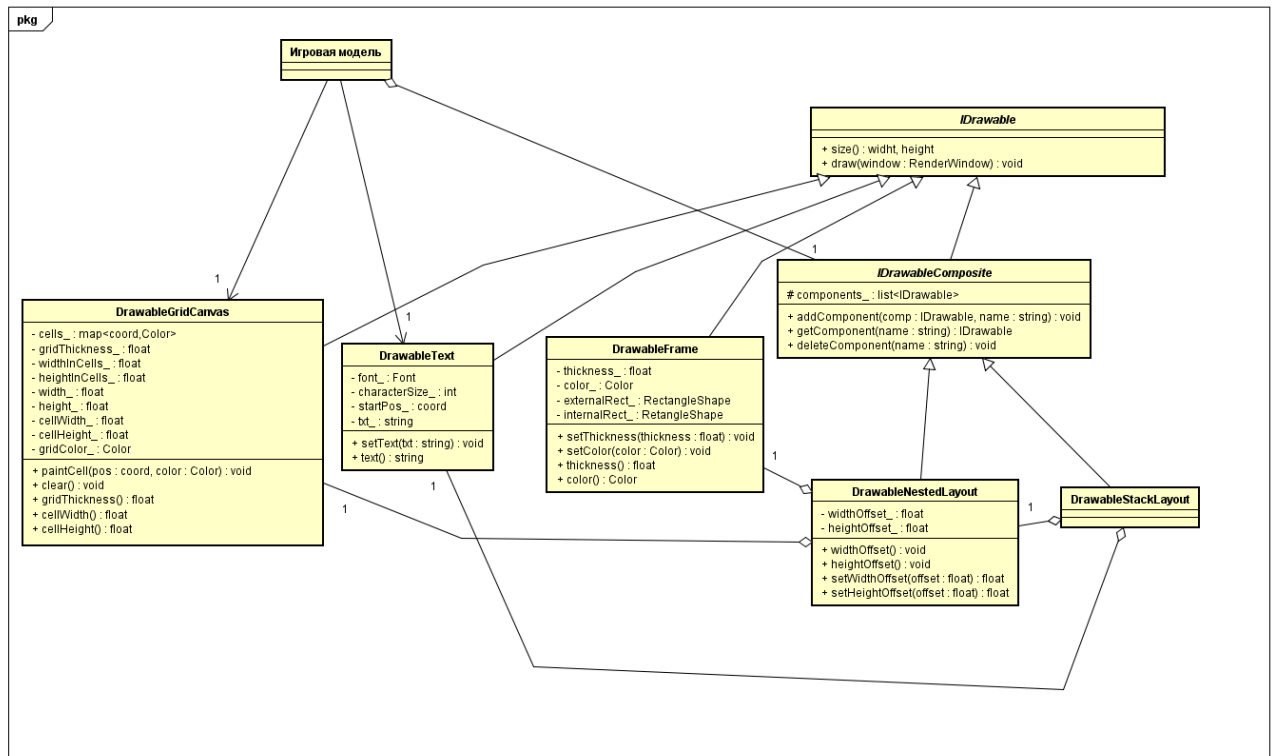 pkg
Игровая модель
IDrawable
+ size() : widht, height
+ draw(window : RenderWindow) : void
1
1
1
IDrawableComposite
# components_ : list<IDrawable>
+ addComponent(comp : IDrawable, name : string) : void
+ getComponent(name : string) : IDrawable
+ deleteComponent(name : string) : void
DrawableGridCanvas
- cells_ : map<coord,Color>
- gridThickness_ : float
- widthInCells_ : float
- heightInCells_ : float
- width_ : float
- height_ : float
- cellWidth_ : float
- cellHeight_ : float
- gridColor_ : Color
+ paintCell(pos : coord, color : Color) : void
+ clear() : void
+ gridThickness() : float
+ cellWidth() : float
+ cellHeight() : float
DrawableText
- font_ : Font
- characterSize_ : int
- startPos_ : coord
- txt_ : string
+ setText(txt : string) : void
+ text() : string
DrawableFrame
- thickness_ : float
- color_ : Color
- externalRect_ : RectangleShape
- internalRect_ : RetangleShape
+ setThickness(thickness : float) : void
+ setColor(color : Color) : void
+ thickness() : float
+ color() : Color
1
1
1
1
DrawableNestedLayout
- widthOffset_ : float
- heightOffset_ : float
+ widthOffset() : void
+ heightOffset() : void
+ setWidthOffset(offset : float) : float
+ setHeightOffset(offset : float) : float
DrawableStackLayout